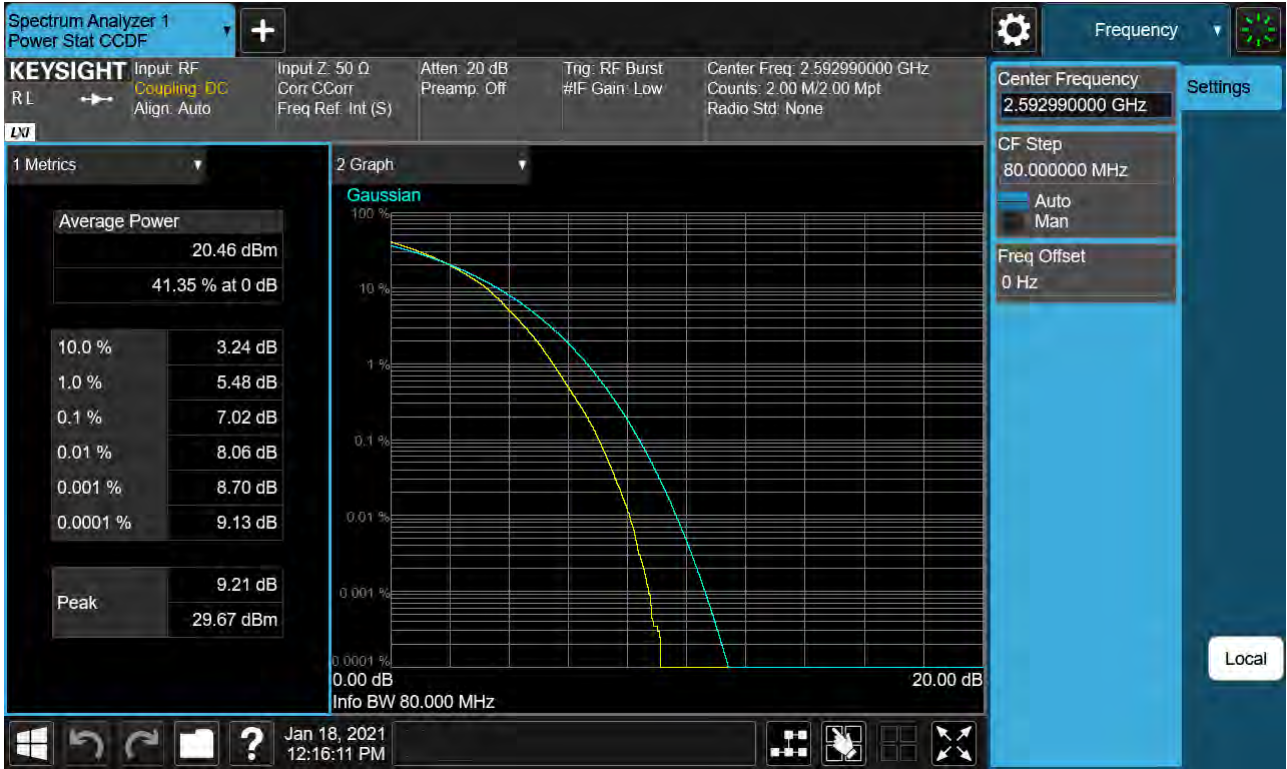 Spectrum Analyzer 1
Power Stat CCDF
Frequency
KEYSIGHT
R L
LXI
Input: RF
Coupling: DC
Align: Auto
Input Z: 50 Ω
Corr CCorr
Freq Ref: Int (S)
Atten: 20 dB
Preamp: Off
Trig: RF Burst
#IF Gain: Low
Center Freq: 2.592990000 GHz
Counts: 2.00 M/2.00 Mpt
Radio Std: None
Center Frequency
2.592990000 GHz
Settings
CF Step
80.000000 MHz
Auto
Man
Freq Offset
0 Hz
1 Metrics
Average Power
20.46 dBm
41.35 % at 0 dB
10.0 % 3.24 dB
1.0 % 5.48 dB
0.1 % 7.02 dB
0.01 % 8.06 dB
0.001 % 8.70 dB
0.0001 % 9.13 dB
Peak
9.21 dB
29.67 dBm
2 Graph
Gaussian
100 %
10 %
1 %
0.1 %
0.01 %
0.001 %
0.0001 %
0.00 dB 20.00 dB
Info BW 80.000 MHz
Local
?
Jan 18, 2021
12:16:11 PM